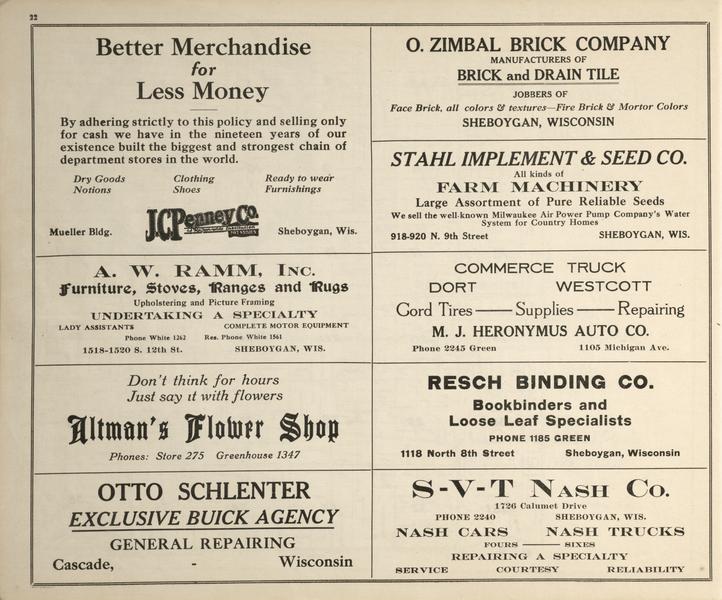 22
Better Merchandise
for
Less Money
By adhering strictly to this policy and selling only
for cash we have in the nineteen years of our
existence built the biggest and strongest chain of
department stores in the world.
Dry Goods Clothing Ready to wear
Notions Shoes Furnishings
Mueller Bldg. J.C.Penney Co. Sheboygan, Wis.
A. W. RAMM, INC.
Furniture, Stoves, Ranges and Rugs
Upholstering and Picture Framing
UNDERTAKING A SPECIALTY
LADY ASSISTANTS COMPLETE MOTOR EQUIPMENT
Phone White 1262 Res. Phone White 1561
1518-1520 S. 12th St. SHEBOYGAN, WIS.
Don't think for hours
Just say it with flowers
Altman's Flower Shop
Phones: Store 275 Greenhouse 1347
OTTO SCHLENTER
EXCLUSIVE BUICK AGENCY
GENERAL REPAIRING
Cascade, - Wisconsin
O. ZIMBAL BRICK COMPANY
MANUFACTURERS OF
BRICK and DRAIN TILE
JOBBERS OF
Face Brick, all colors & textures—Fire Brick & Mortor Colors
SHEBOYGAN, WISCONSIN
STAHL IMPLEMENT & SEED CO.
All kinds of
FARM MACHINERY
Large Assortment of Pure Reliable Seeds
We sell the well-known Milwaukee Air Power Pump Company's Water
System for Country Homes
918-920 N. 9th Street SHEBOYGAN, WIS.
COMMERCE TRUCK
DORT WESTCOTT
Cord Tires — Supplies — Repairing
M. J. HERONYMUS AUTO CO.
Phone 2245 Green 1105 Michigan Ave.
RESCH BINDING CO.
Bookbinders and
Loose Leaf Specialists
PHONE 1185 GREEN
1118 North 8th Street Sheboygan, Wisconsin
S-V-T NASH CO.
1726 Calumet Drive
PHONE 2240 SHEBOYGAN, WIS.
NASH CARS NASH TRUCKS
FOURS — SIXES
REPAIRING A SPECIALTY
SERVICE COURTESY RELIABILITY